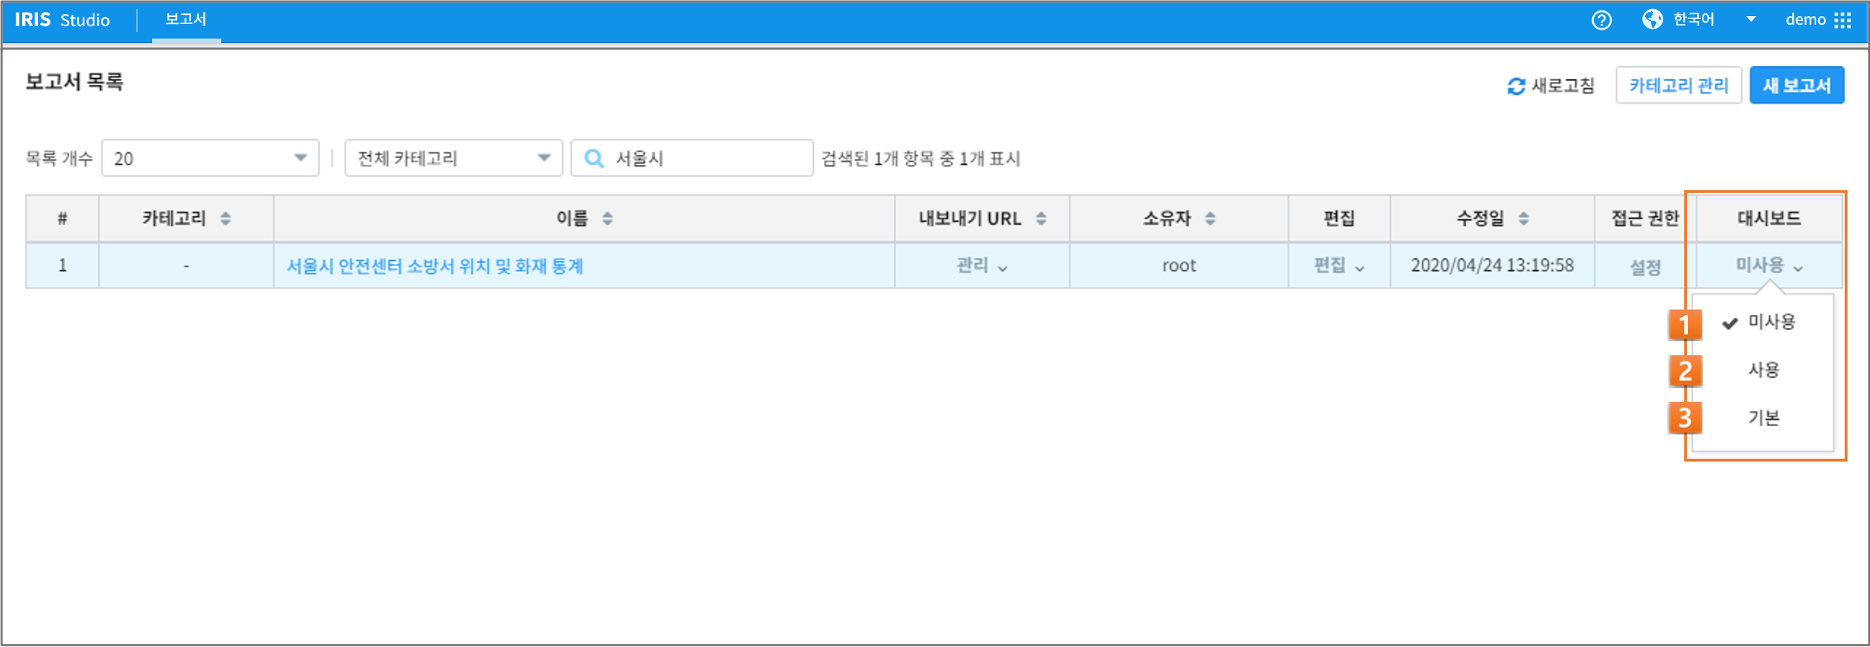 IRIS Studio 보고서 한국어 demo
보고서 목록 새로고침 카테고리 관리 새 보고서
목록 개수 20 전체 카테고리 서울시 검색된 1개 항목 중 1개 표시
# 카테고리 이름 내보내기 URL 소유자 편집 수정일 접근 권한 대시보드
1 - 서울시 안전센터 소방서 위치 및 화재 통계 관리 root 편집 2020/04/24 13:19:58 설정 미사용
1 미사용
2 사용
3 기본